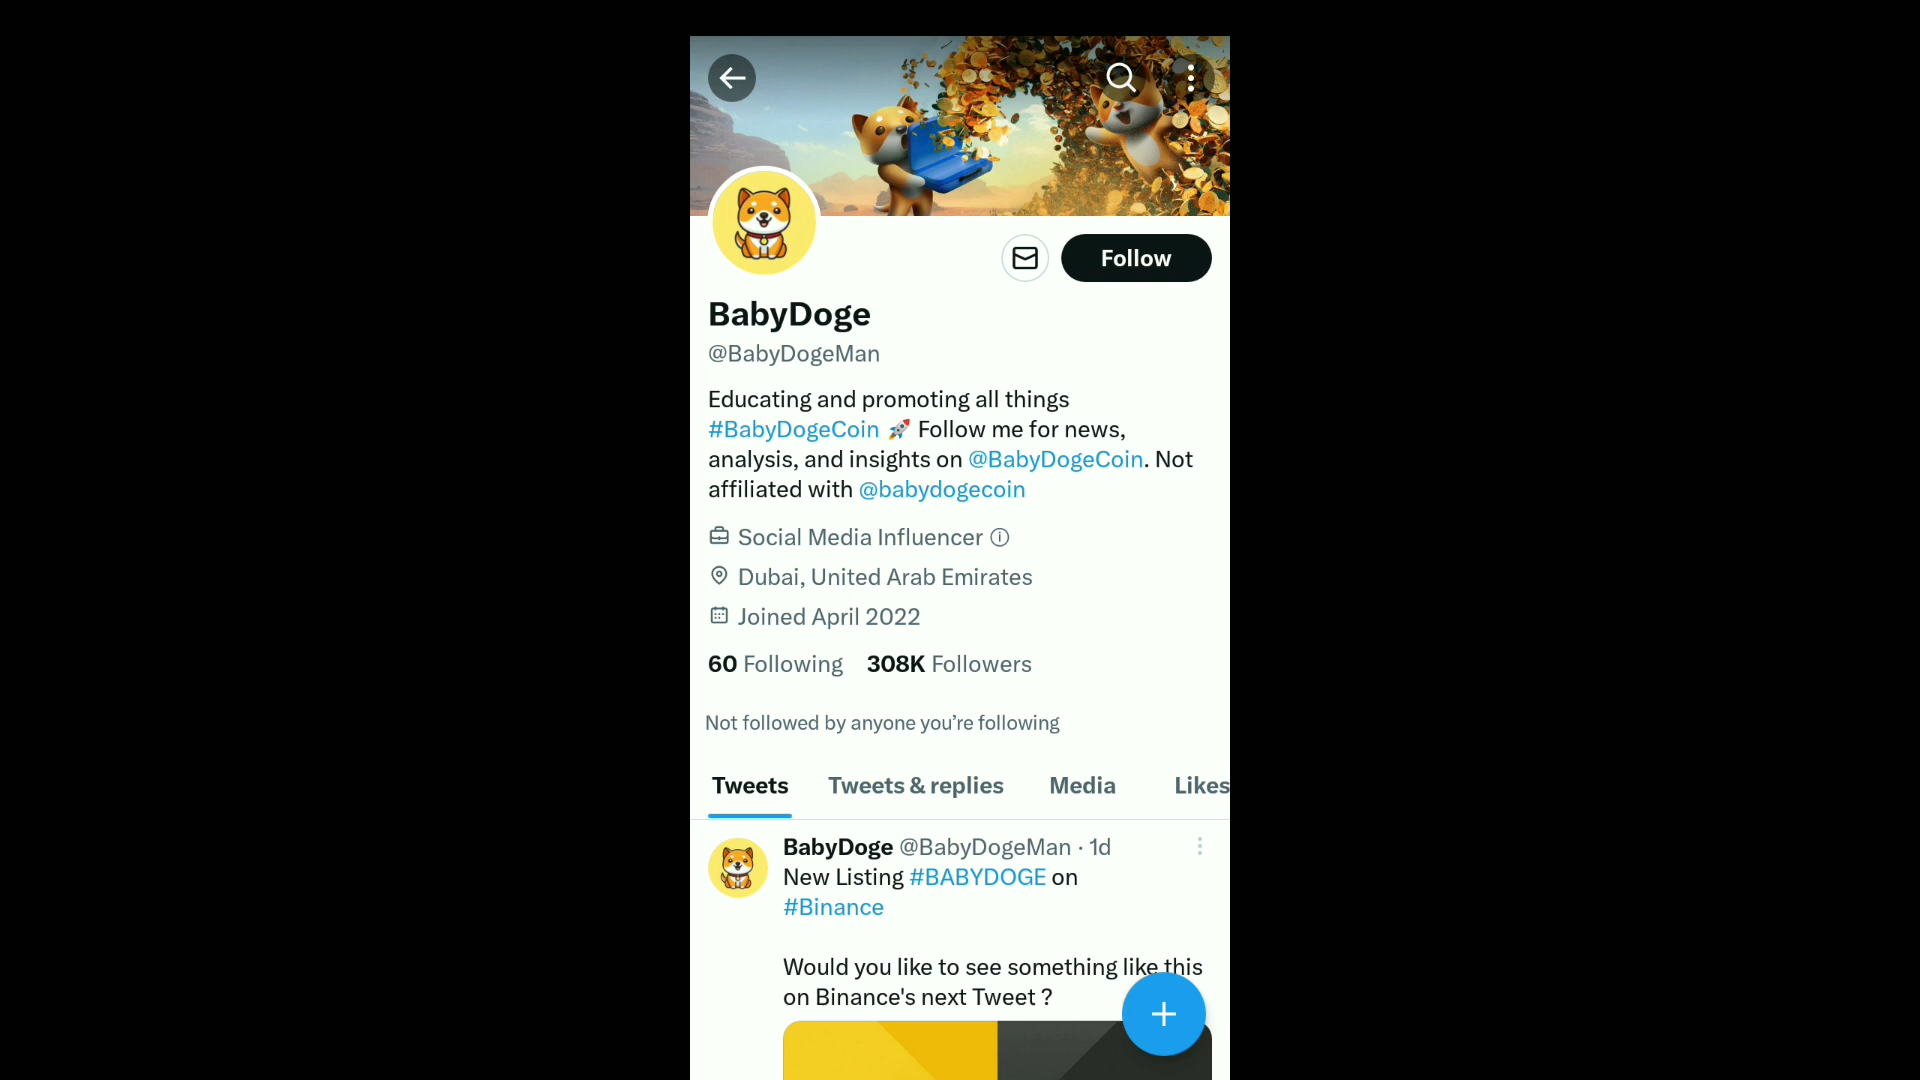 Follow
BabyDoge
@BabyDogeMan
Educating and promoting all things
#BabyDogeCoin 🚀 Follow me for news,
analysis, and insights on @BabyDogeCoin. Not
affiliated with @babydogecoin
Social Media Influencer
Dubai, United Arab Emirates
Joined April 2022
60 Following 308K Followers
Not followed by anyone you’re following
Tweets Tweets & replies Media Likes
BabyDoge @BabyDogeMan · 1d
New Listing #BABYDOGE on
#Binance
Would you like to see something like this
on Binance's next Tweet ?